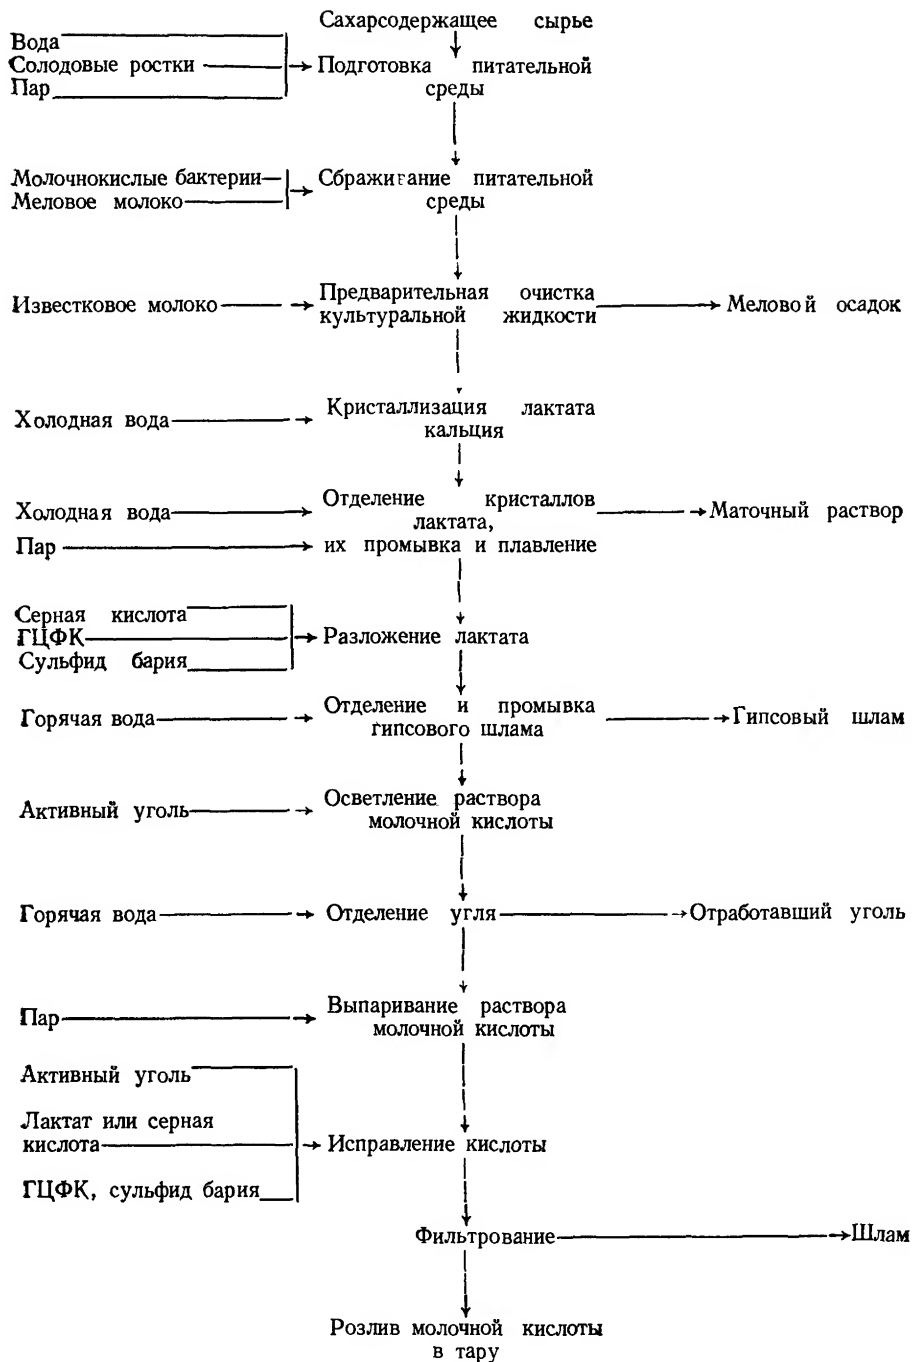 Сахарсодержащее сырье
Вода
Солодовые ростки
Пар
Подготовка питательной
среды
Молочнокислые бактерии
Меловое молоко
Сбраживание питательной
среды
Известковое молоко
Предварительная очистка
культуральной жидкости
Меловой осадок
Холодная вода
Кристаллизация лактата
кальция
Холодная вода
Отделение кристаллов
лактата,
Маточный раствор
Пар
их промывка и плавление
Серная кислота
ГЦФК
Сульфид бария
Разложение лактата
Горячая вода
Отделение и промывка
гипсового шлама
Гипсовый шлам
Активный уголь
Осветление раствора
молочной кислоты
Горячая вода
Отделение угля
Отработавший уголь
Пар
Выпаривание раствора
молочной кислоты
Активный уголь
Лактат или серная
кислота
ГЦФК, сульфид бария
Исправление кислоты
Фильтрование
Шлам
Розлив молочной кислоты
в тару